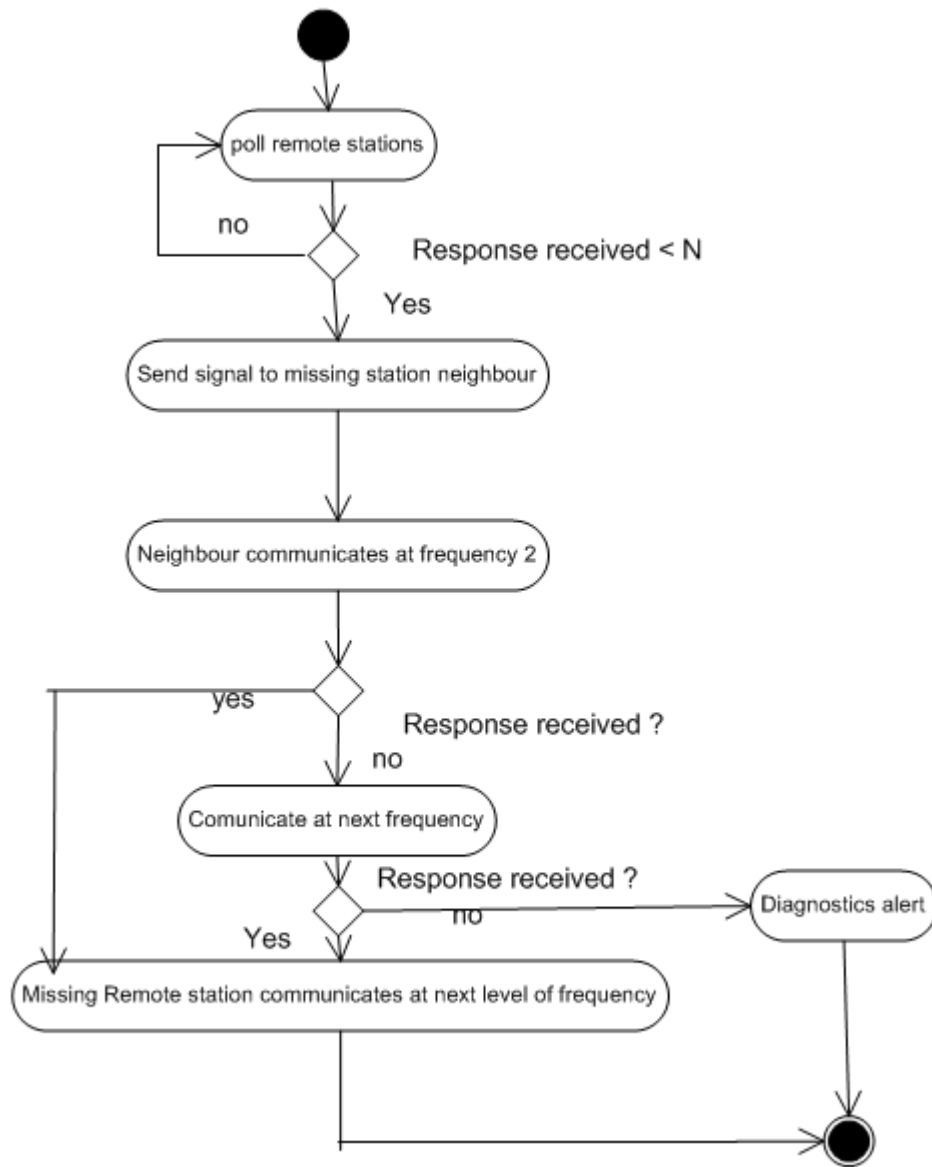 poll remote stations
no
Response received < N
Yes
Send signal to missing station neighbour
Neighbour communicates at frequency 2
yes
Response received ?
no
Comunicate at next frequency
Response received ?
no
Diagnostics alert
Yes
Missing Remote station communicates at next level of frequency